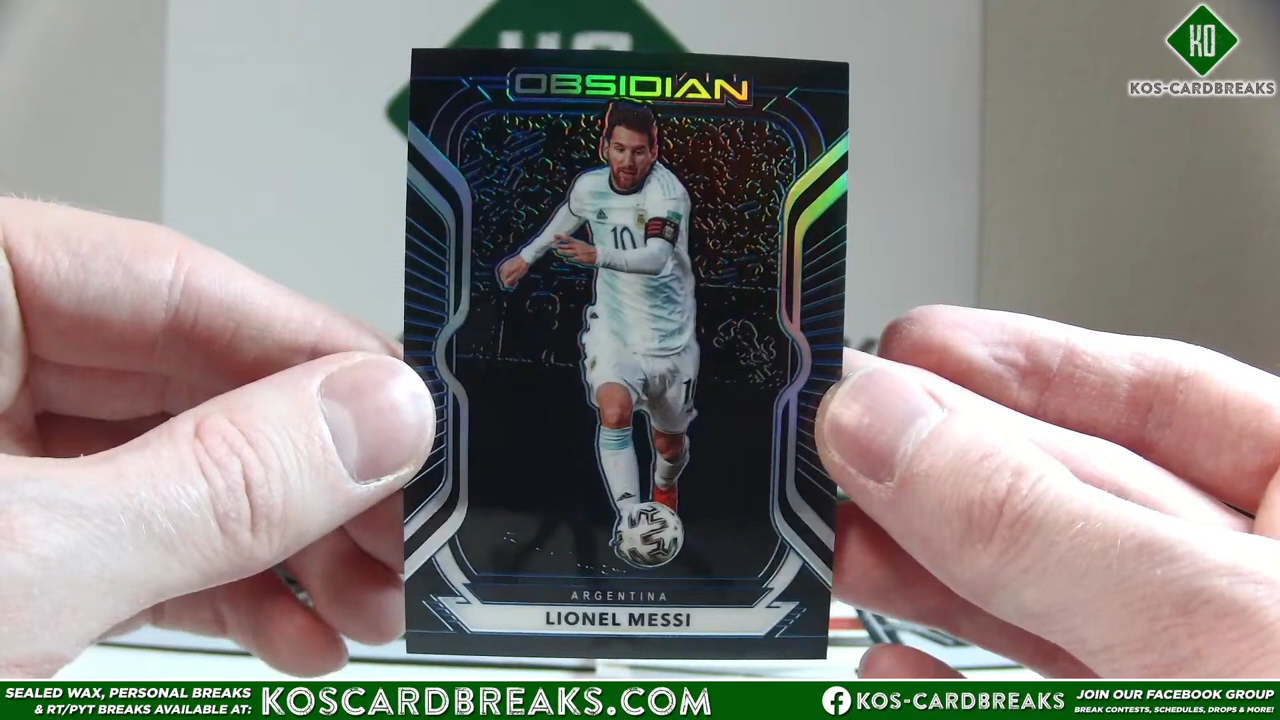 KO
KOS-CARDBREAKS
OBSIDIAN
10
ARGENTINA
LIONEL MESSI
SEALED WAX, PERSONAL BREAKS
& RT/PYT BREAKS AVAILABLE AT:
KOSCARDBREAKS.COM
KOS-CARDBREAKS
JOIN OUR FACEBOOK GROUP
BREAK CONTESTS, SCHEDULES, DROPS & MORE!